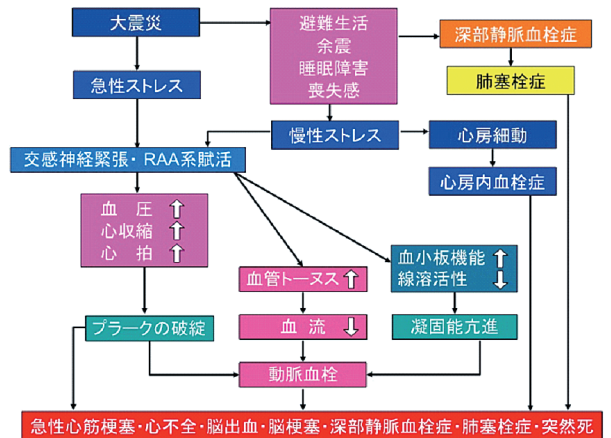 大震災
避難生活
余震
睡眠障害
喪失感
深部静脈血栓症
肺塞栓症
急性ストレス
慢性ストレス
心房細動
交感神経緊張・RAA系賦活
心房内血栓症
血 圧 ⇧
心収縮 ⇧
心 拍 ⇧
血管トーヌス ⇧
血小板機能 ⇧
線溶活性 ⇩
プラークの破綻
血 流 ⇩
凝固能亢進
動脈血栓
急性心筋梗塞・心不全・脳出血・脳梗塞・深部静脈血栓症・肺塞栓症・突然死